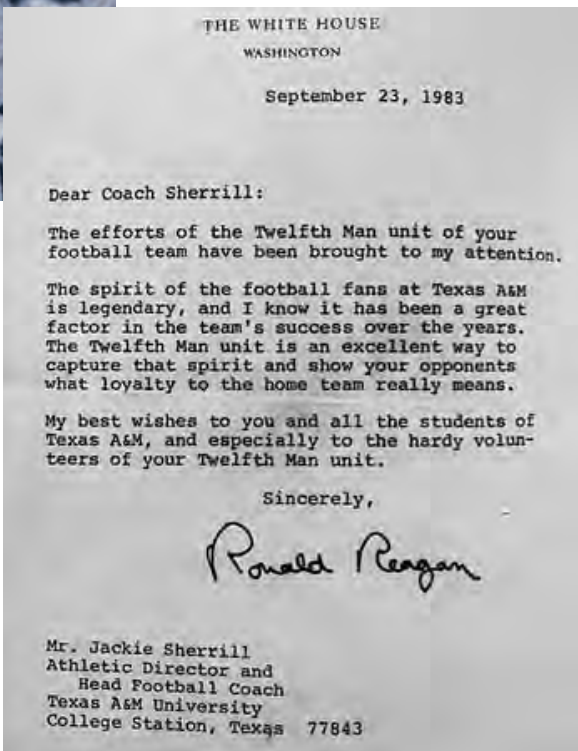 THE WHITE HOUSE
WASHINGTON
September 23, 1983
Dear Coach Sherrill:
The efforts of the Twelfth Man unit of your
football team have been brought to my attention.
The spirit of the football fans at Texas A&M
is legendary, and I know it has been a great
factor in the team's success over the years.
The Twelfth Man unit is an excellent way to
capture that spirit and show your opponents
what loyalty to the home team really means.
My best wishes to you and all the students of
Texas A&M, and especially to the hardy volun-
teers of your Twelfth Man unit.
Sincerely,
Ronald Reagan
Mr. Jackie Sherrill
Athletic Director and
Head Football Coach
Texas A&M University
College Station, Texas 77843